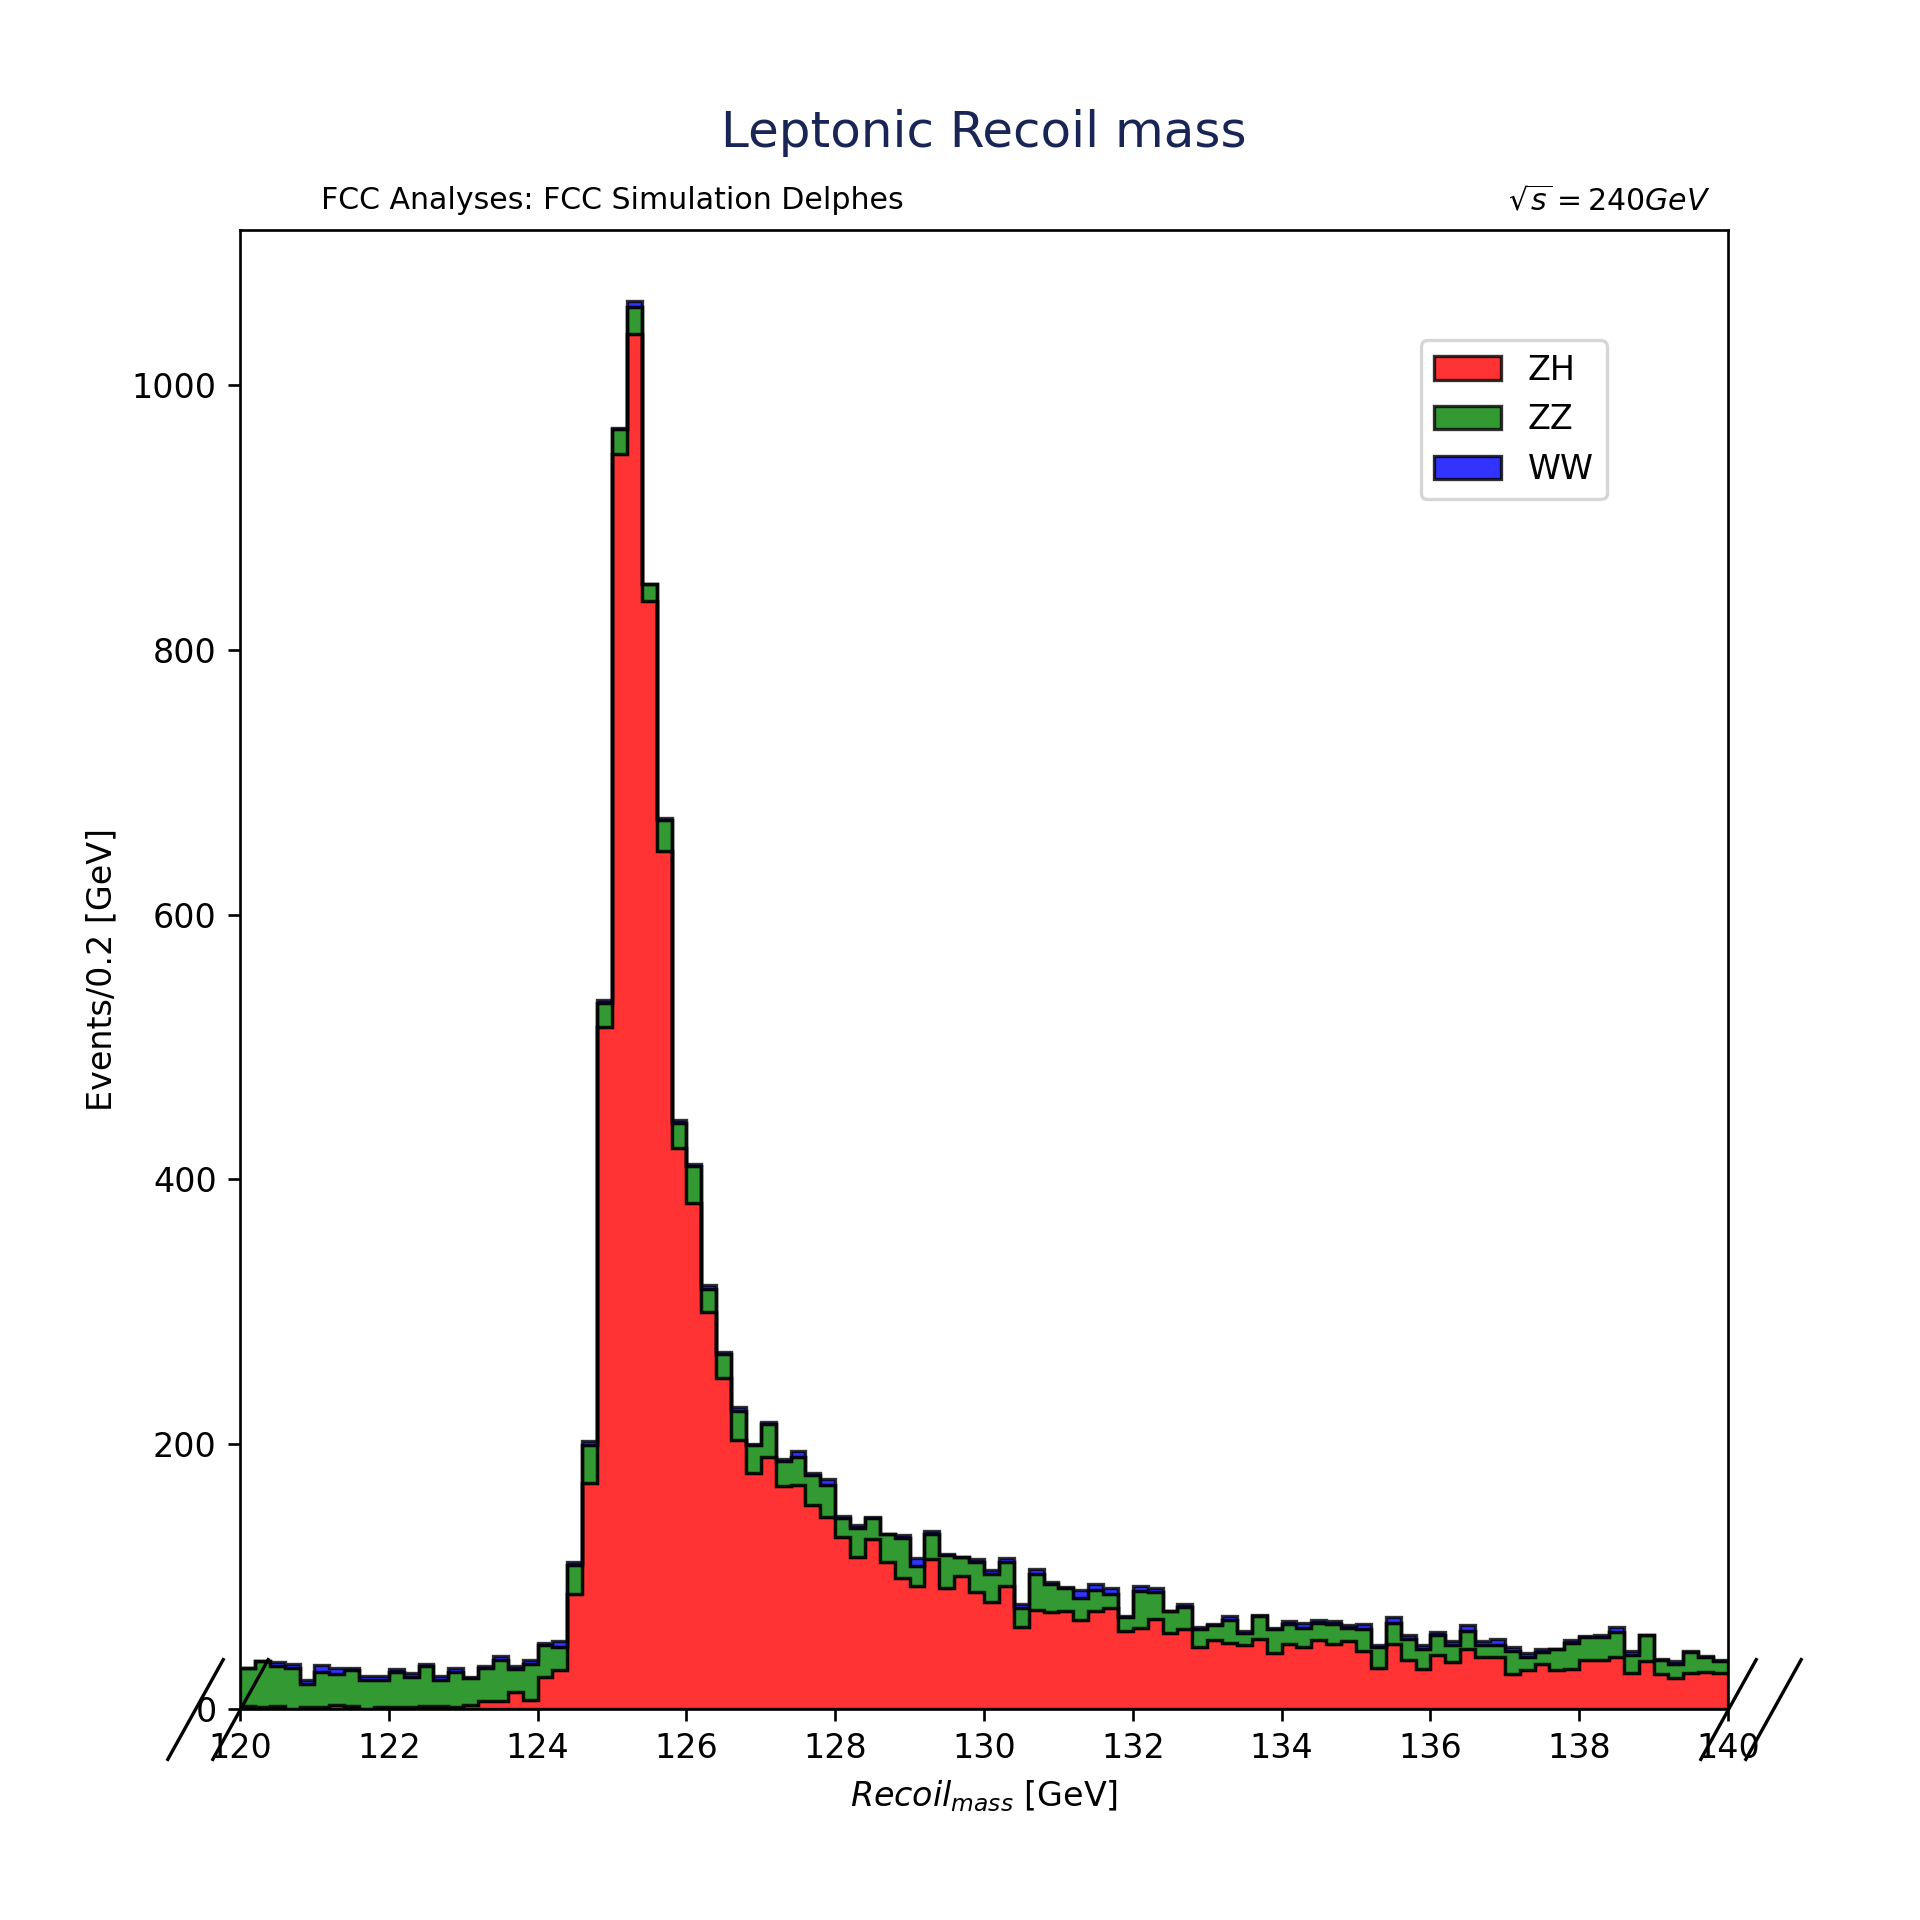 Leptonic Recoil mass
FCC Analyses: FCC Simulation Delphes
√s = 240GeV
ZH
ZZ
WW
Events/0.2 [GeV]
1000
800
600
400
200
0
120 122 124 126 128 130 132 134 136 138 140
Recoil_mass [GeV]